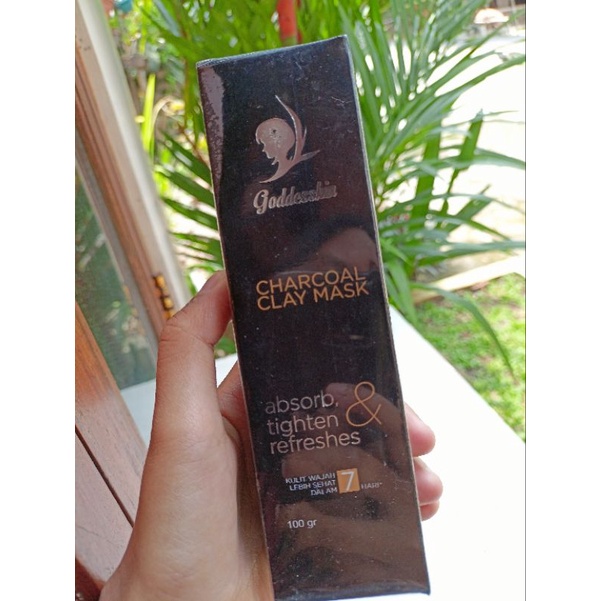 Goddesskin
CHARCOAL
CLAY MASK
absorb,
tighten &
refreshes
KULIT WAJAH
LEBIH SEHAT
DALAM 7 HARI*
100 gr